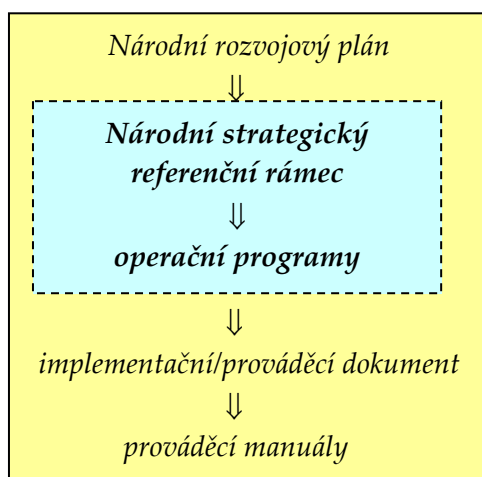 Národní rozvojový plán
⇓
Národní strategický
referenční rámec
⇓
operační programy
⇓
implementační/prováděcí dokument
⇓
prováděcí manuály